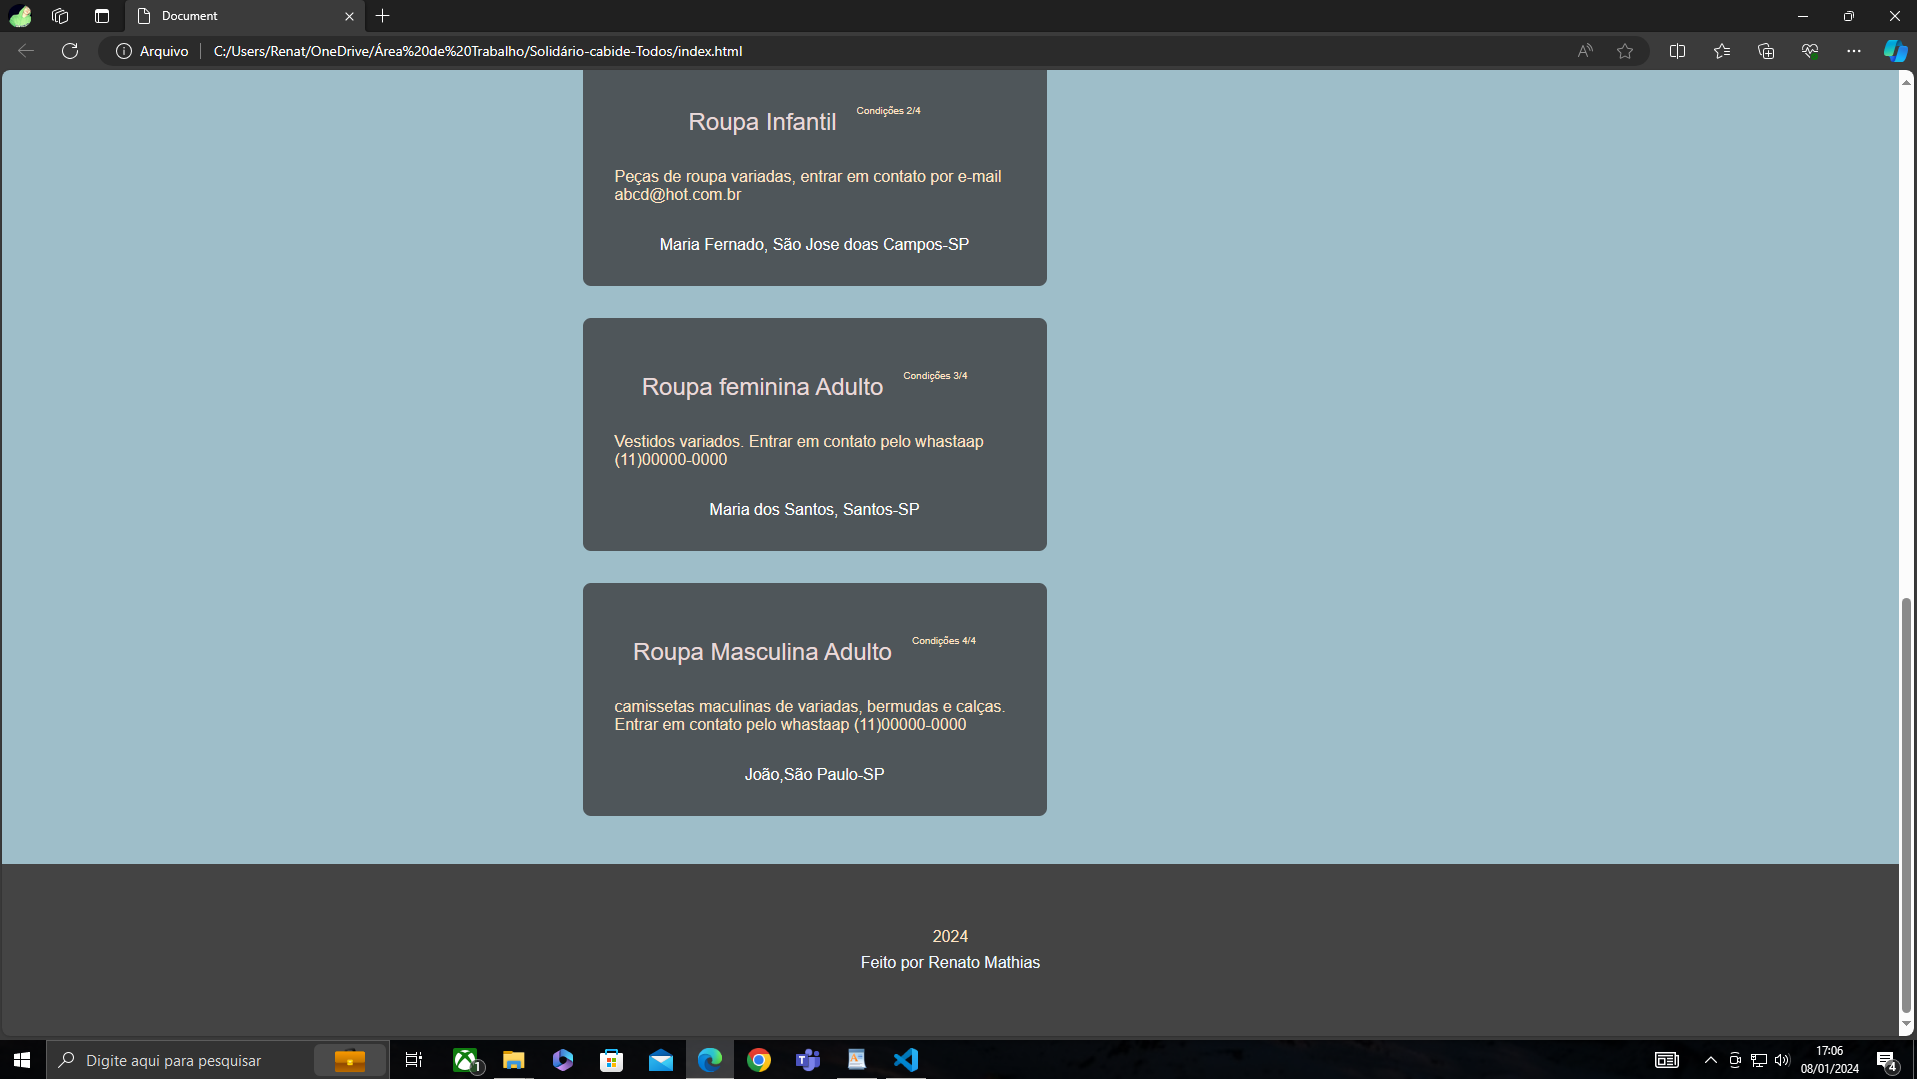 Document
Arquivo
C:/Users/Renat/OneDrive/Área%20de%20Trabalho/Solidário-cabide-Todos/index.html
Roupa Infantil
Condições 2/4
Peças de roupa variadas, entrar em contato por e-mail
abcd@hot.com.br
Maria Fernado, São Jose doas Campos-SP
Roupa feminina Adulto
Condições 3/4
Vestidos variados. Entrar em contato pelo whastaap
(11)00000-0000
Maria dos Santos, Santos-SP
Roupa Masculina Adulto
Condições 4/4
camissetas maculinas de variadas, bermudas e calças.
Entrar em contato pelo whastaap (11)00000-0000
João,São Paulo-SP
2024
Feito por Renato Mathias
Digite aqui para pesquisar
1
17:06
08/01/2024
4